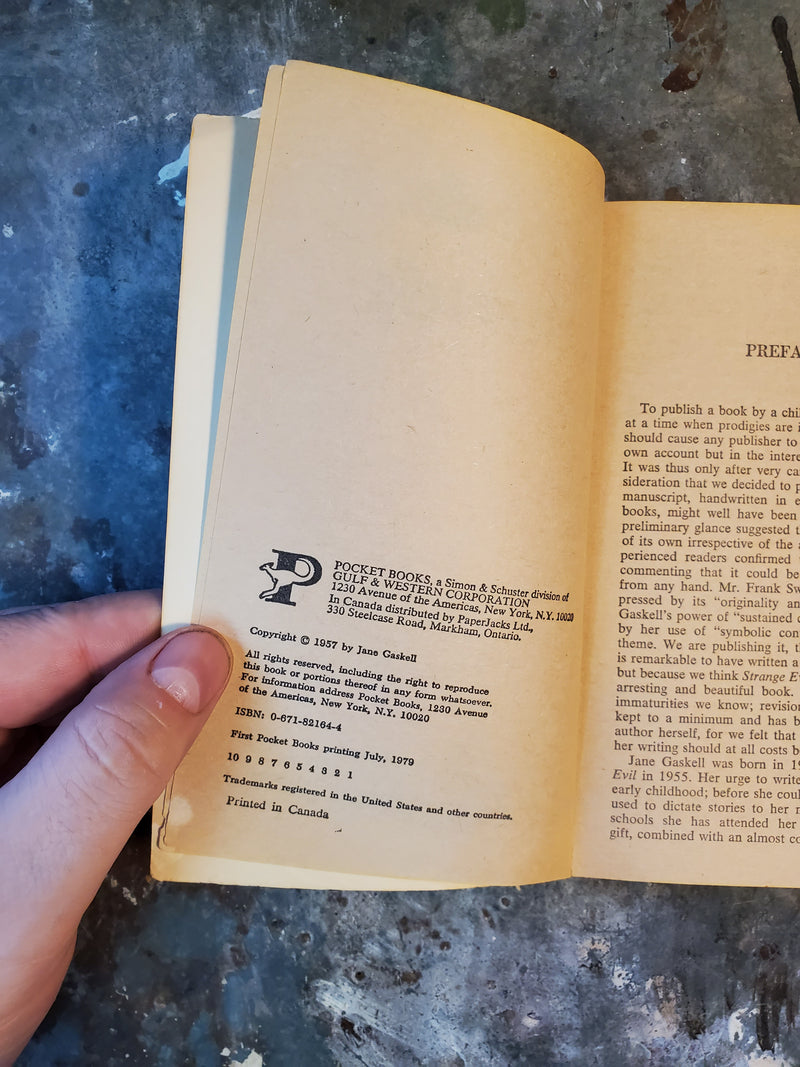 POCKET BOOKS, a Simon & Schuster division of
GULF & WESTERN CORPORATION
1230 Avenue of the Americas, New York, N.Y. 10020
In Canada distributed by PaperJacks Ltd.,
330 Steelcase Road, Markham, Ontario.
Copyright © 1957 by Jane Gaskell
All rights reserved, including the right to reproduce
this book or portions thereof in any form whatsoever.
For information address Pocket Books, 1230 Avenue
of the Americas, New York, N.Y. 10020
ISBN: 0-671-82164-4
First Pocket Books printing July, 1979
10 9 8 7 6 5 4 3 2 1
Trademarks registered in the United States and other countries.
Printed in Canada
PREFA
To publish a book by a chil
at a time when prodigies are i
should cause any publisher to
own account but in the intere
It was thus only after very ca
sideration that we decided to p
manuscript, handwritten in e
books, might well have been
preliminary glance suggested t
of its own irrespective of the a
perienced readers confirmed
commenting that it could be
from any hand. Mr. Frank Sw
pressed by its "originality an
Gaskell's power of "sustained
by her use of "symbolic con
theme. We are publishing it, th
is remarkable to have written a
but because we think Strange E
arresting and beautiful book.
immaturities we know; revision
kept to a minimum and has b
author herself, for we felt that
her writing should at all costs b
Jane Gaskell was born in 19
Evil in 1955. Her urge to write
early childhood; before she coul
used to dictate stories to her
schools she has attended her
gift, combined with an almost co